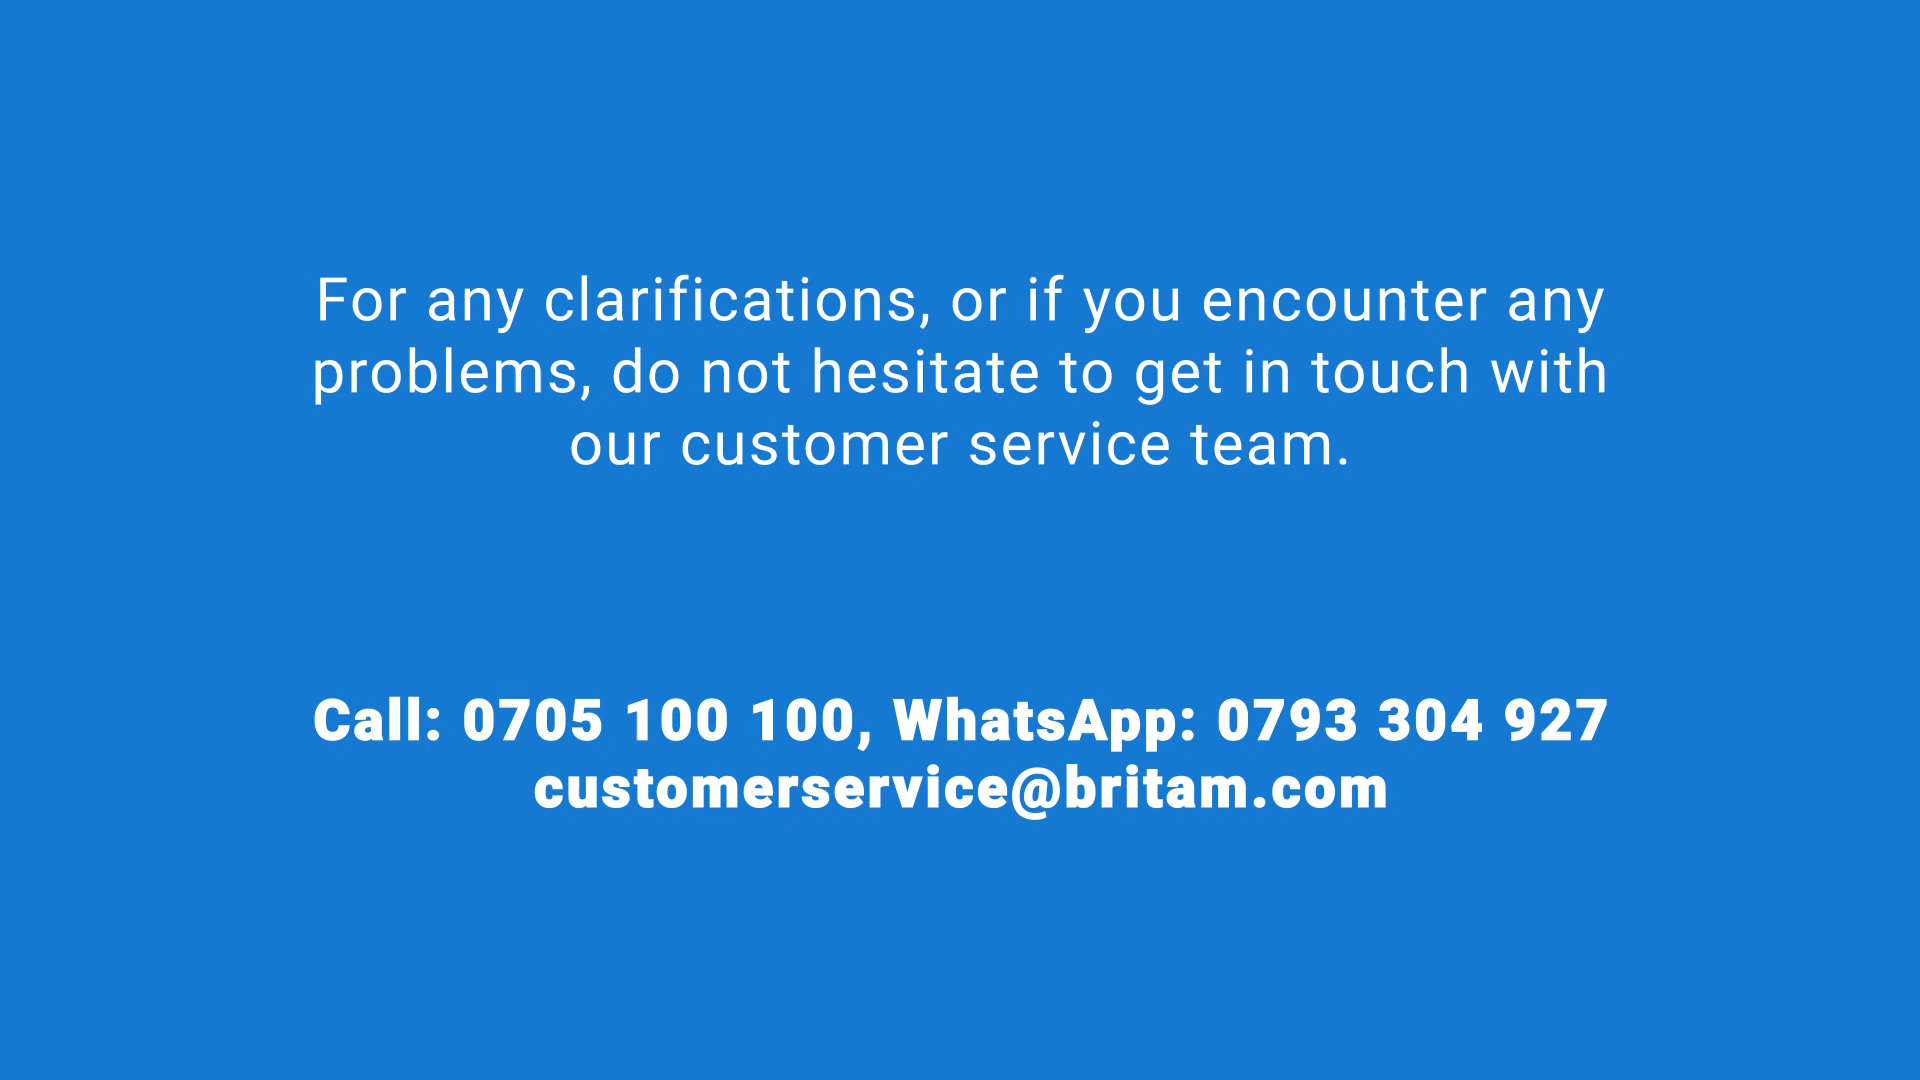 For any clarifications, or if you encounter any
problems, do not hesitate to get in touch with
our customer service team.
Call: 0705 100 100, WhatsApp: 0793 304 927
customerservice@britam.com